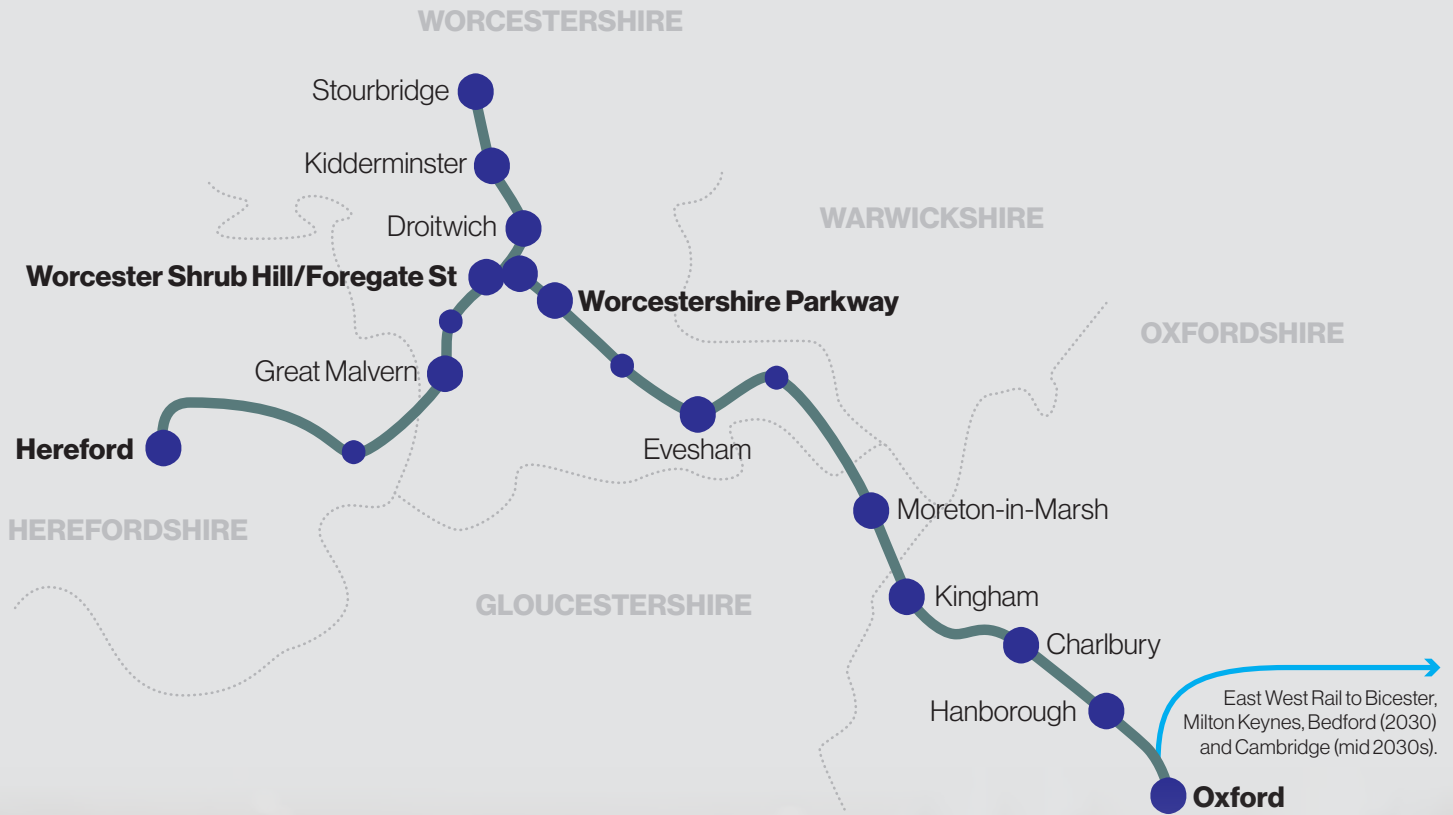 WORCESTERSHIRE
Stourbridge
Kidderminster
WARWICKSHIRE
Droitwich
Worcester Shrub Hill/Foregate St
Worcestershire Parkway
OXFORDSHIRE
Great Malvern
Hereford
Evesham
Moreton-in-Marsh
HEREFORDSHIRE
Kingham
GLOUCESTERSHIRE
Charlbury
Hanborough
East West Rail to Bicester,
Milton Keynes, Bedford (2030)
and Cambridge (mid 2030s).
Oxford